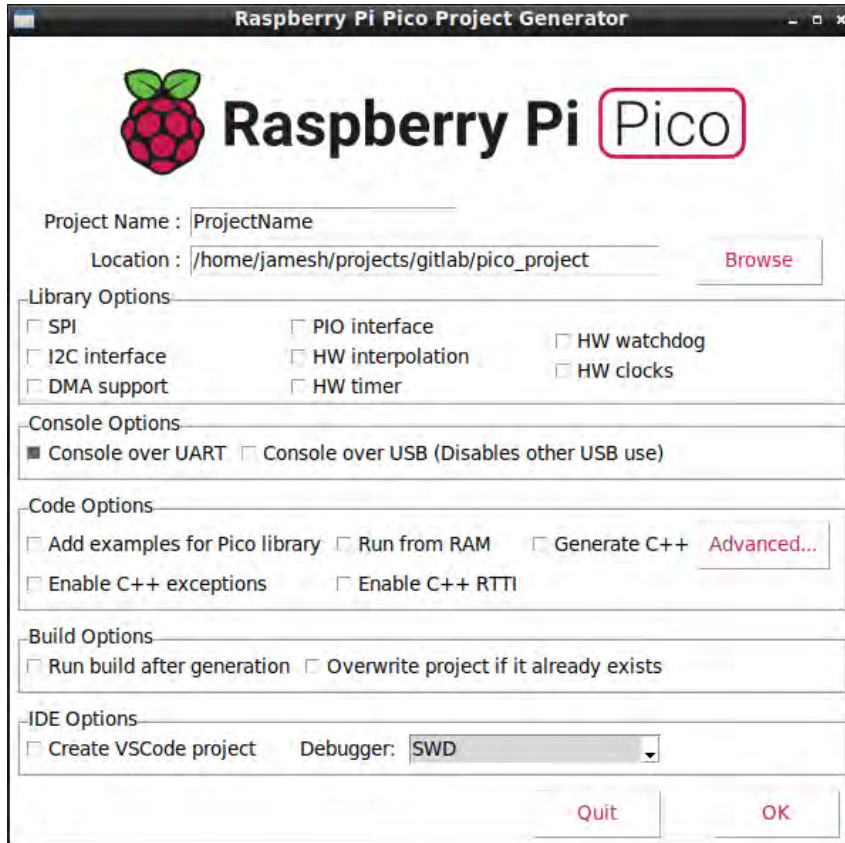 Raspberry Pi Pico Project Generator
Raspberry Pi Pico
Project Name : ProjectName
Location : /home/jamesh/projects/gitlab/pico_project Browse
Library Options
SPI PIO interface HW watchdog
I2C interface HW interpolation HW clocks
DMA support HW timer
Console Options
Console over UART Console over USB (Disables other USB use)
Code Options
Add examples for Pico library Run from RAM Generate C++ Advanced...
Enable C++ exceptions Enable C++ RTTI
Build Options
Run build after generation Overwrite project if it already exists
IDE Options
Create VSCode project Debugger: SWD
Quit OK